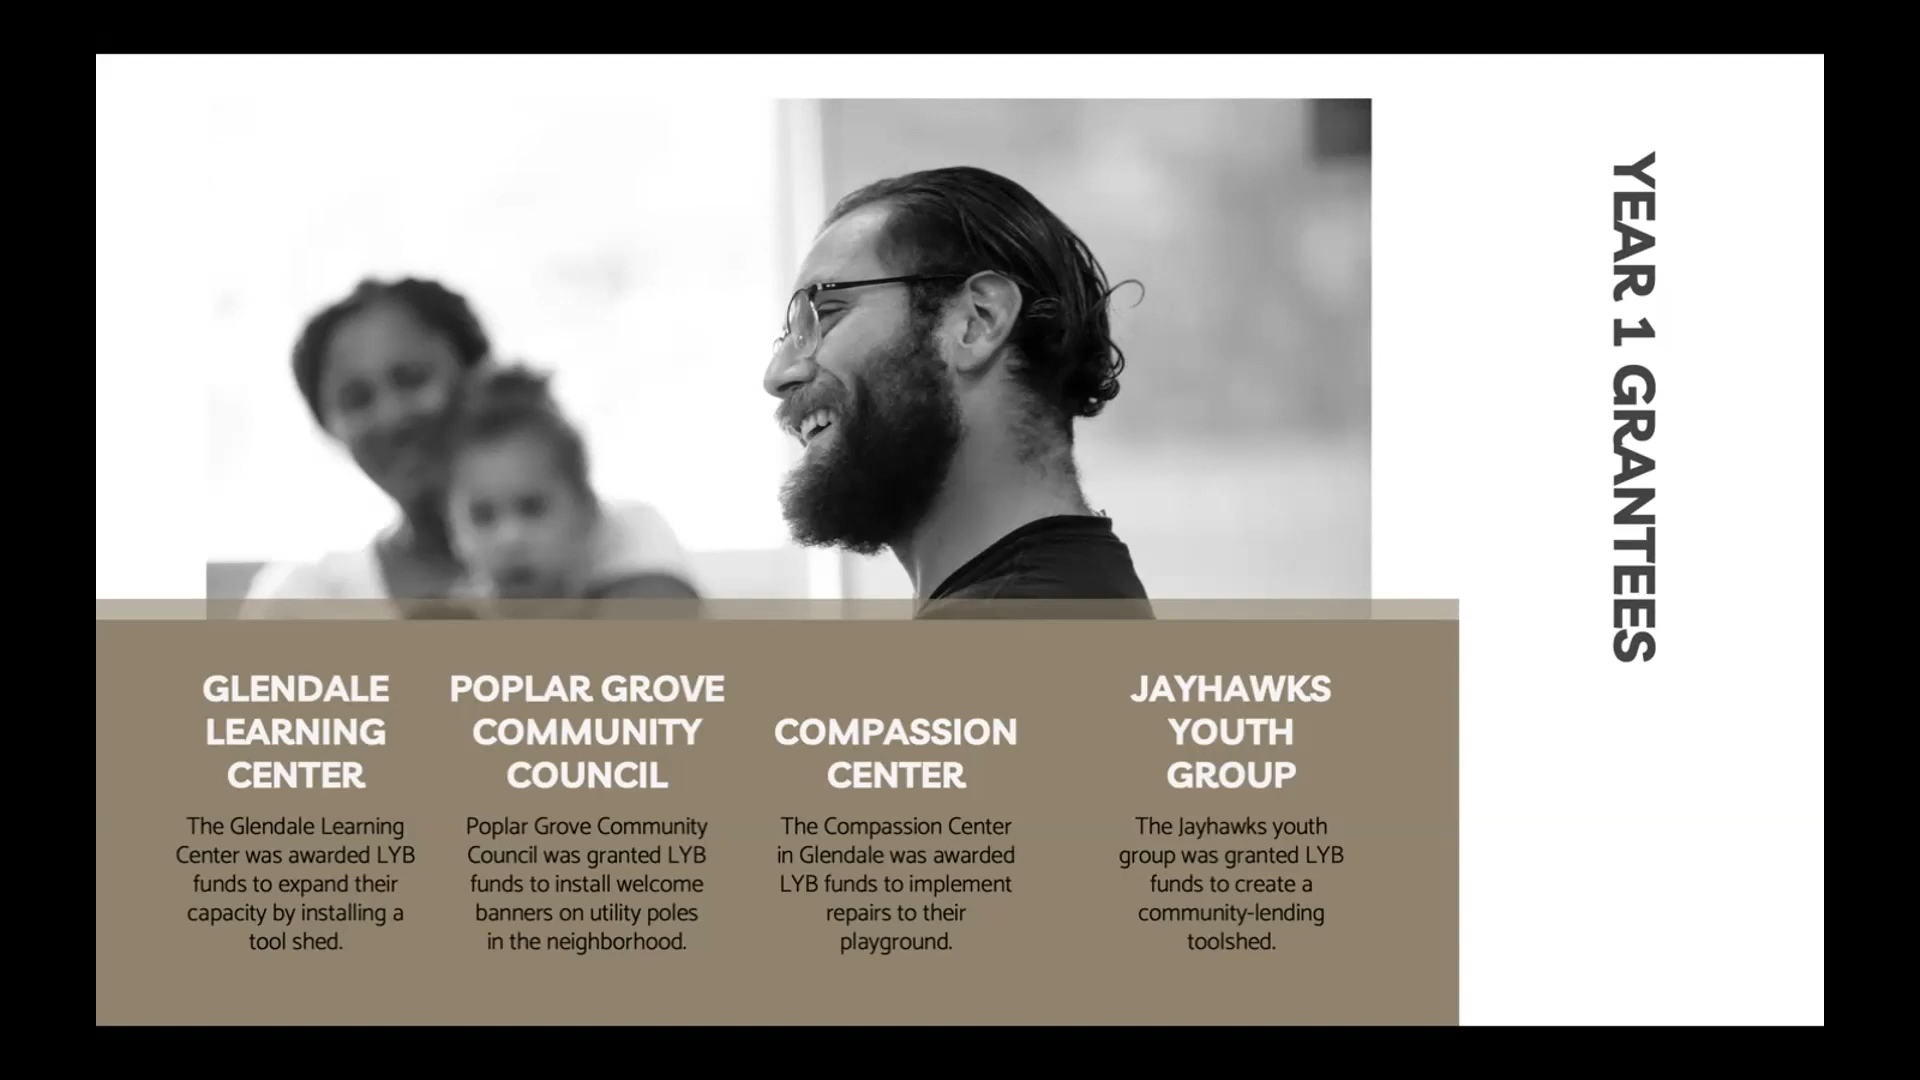 YEAR 1 GRANTEES
GLENDALE
LEARNING
CENTER
The Glendale Learning
Center was awarded LYB
funds to expand their
capacity by installing a
tool shed.
POPLAR GROVE
COMMUNITY
COUNCIL
Poplar Grove Community
Council was granted LYB
funds to install welcome
banners on utility poles
in the neighborhood.
COMPASSION
CENTER
The Compassion Center
in Glendale was awarded
LYB funds to implement
repairs to their
playground.
JAYHAWKS
YOUTH
GROUP
The Jayhawks youth
group was granted LYB
funds to create a
community-lending
toolshed.